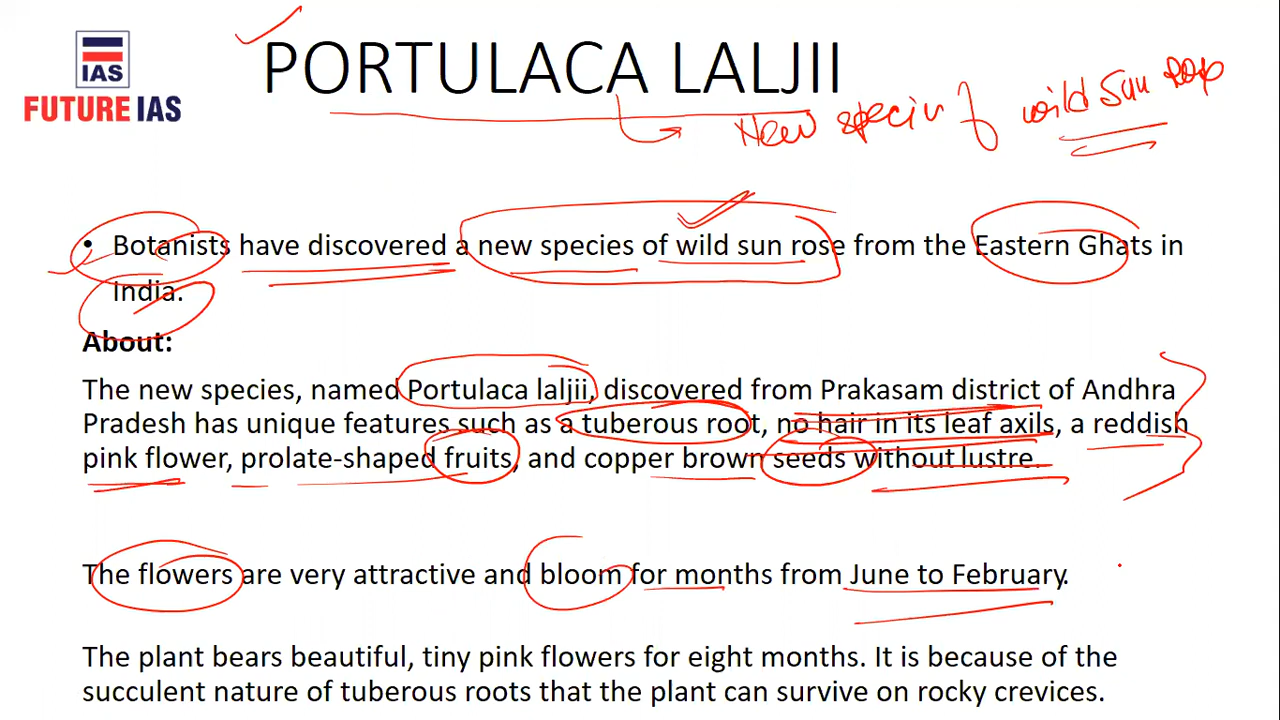 PORTULACA LALJII
IAS
FUTURE IAS
New species of wild Sun rose
• Botanists have discovered a new species of wild sun rose from the Eastern Ghats in
India.
About:
The new species, named Portulaca laljii, discovered from Prakasam district of Andhra
Pradesh has unique features such as a tuberous root, no hair in its leaf axils, a reddish
pink flower, prolate-shaped fruits, and copper brown seeds without lustre.
The flowers are very attractive and bloom for months from June to February.
The plant bears beautiful, tiny pink flowers for eight months. It is because of the
succulent nature of tuberous roots that the plant can survive on rocky crevices.